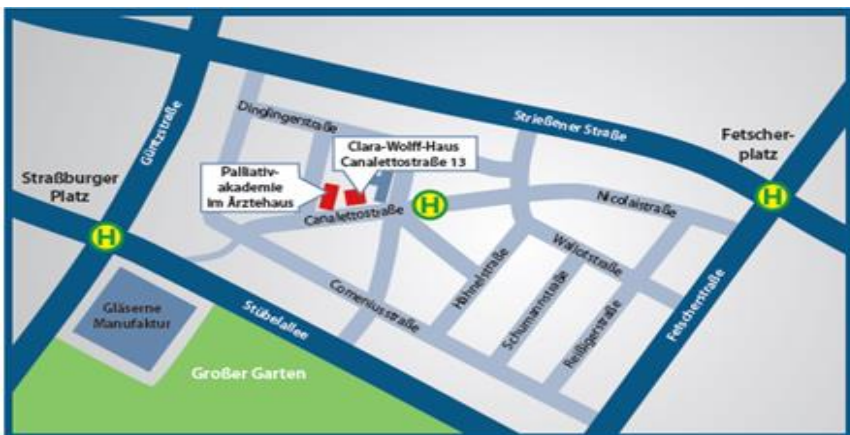 Güntzstraße
Dinglingerstraße
Strießener Straße
Fetscher-
platz
Clara-Wolff-Haus
Canalettostraße 13
Palliativ-
akademie
im Ärztehaus
Straßburger
Platz
Nicolaistraße
H
H
H
Canalettostraße
Wallotstraße
Hähnelstraße
Schumannstraße
Reißigerstraße
Fetscherstraße
Comeniusstraße
Stübelallee
Gläserne
Manufaktur
Großer Garten